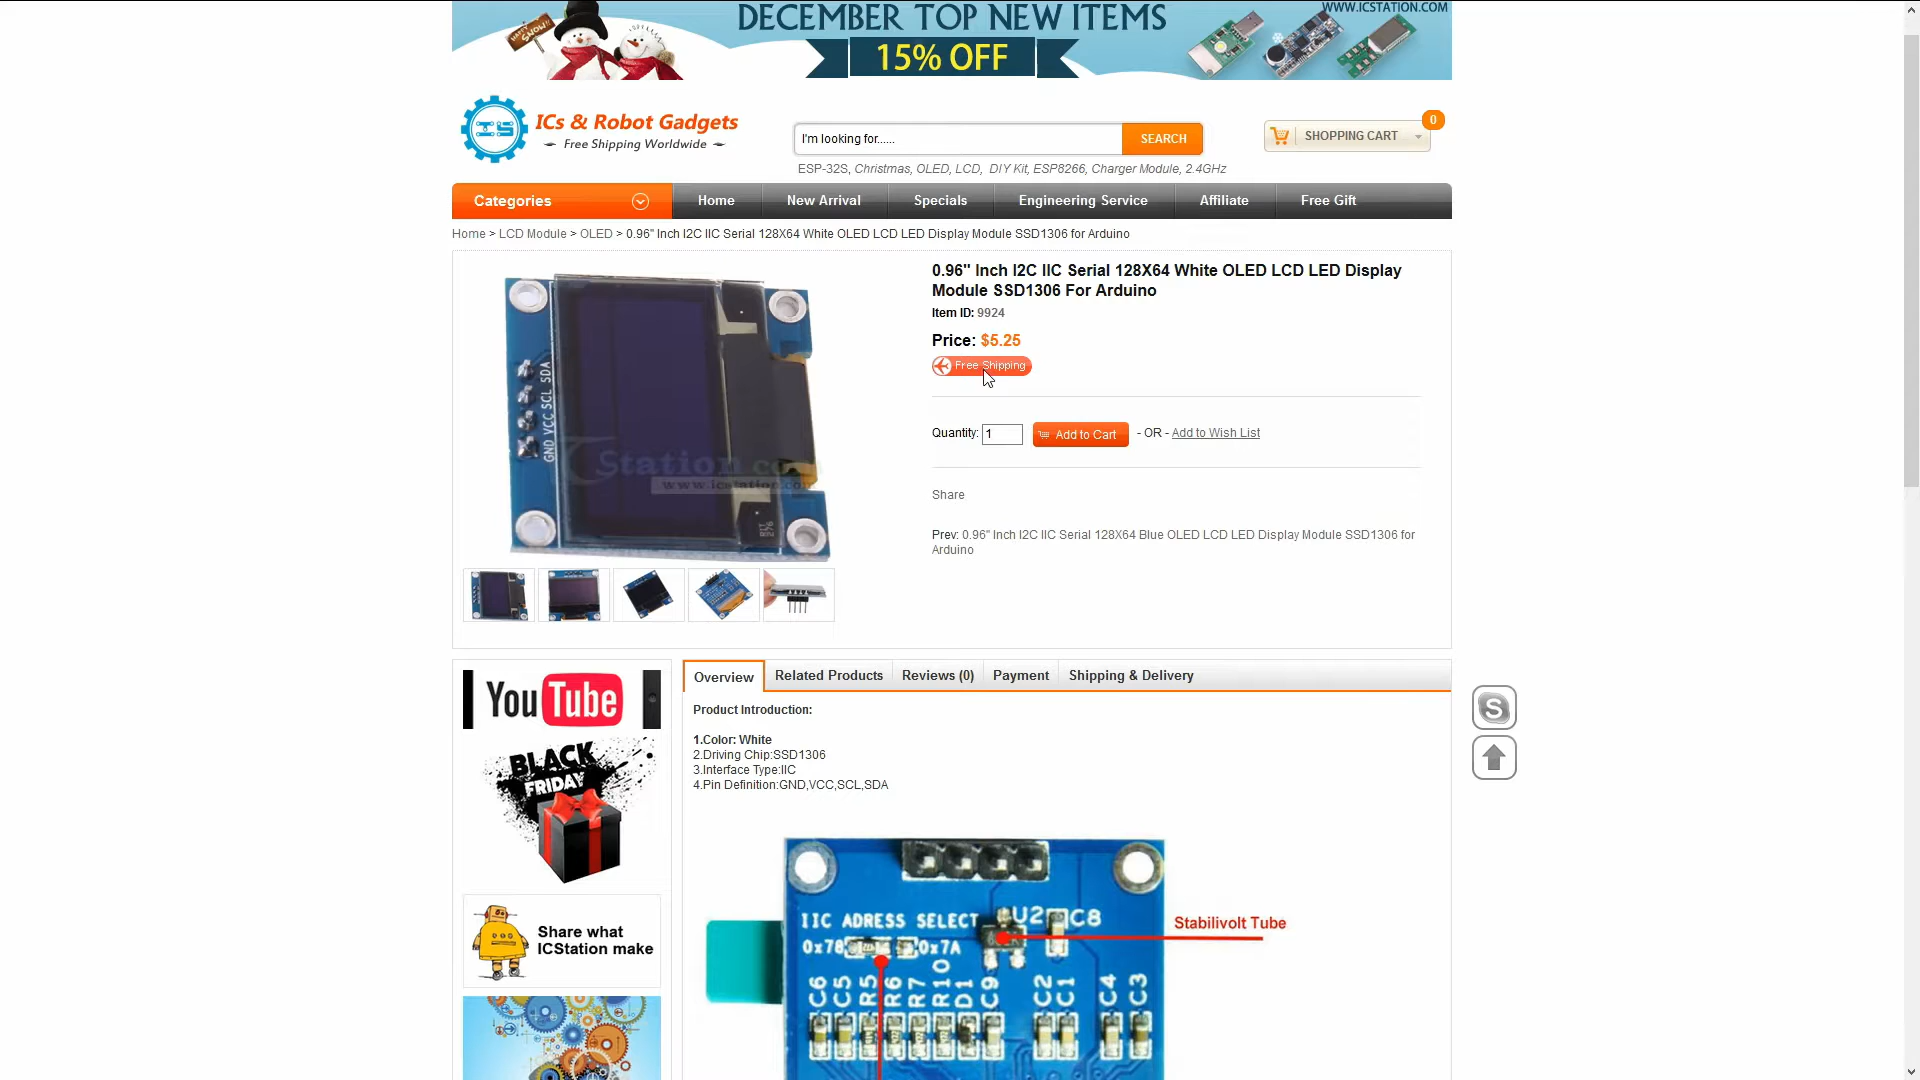 DECEMBER TOP NEW ITEMS
WWW.ICSTATION.COM
15% OFF
HAPPY SNOW!
ICs & Robot Gadgets
Free Shipping Worldwide
I'm looking for......
SEARCH
SHOPPING CART
0
ESP-32S, Christmas, OLED, LCD, DIY Kit, ESP8266, Charger Module, 2.4GHz
Categories
Home
New Arrival
Specials
Engineering Service
Affiliate
Free Gift
Home > LCD Module > OLED > 0.96" Inch I2C IIC Serial 128X64 White OLED LCD LED Display Module SSD1306 for Arduino
GND VCC SCL SDA
Station.com
www.icstation.com
0.96" Inch I2C IIC Serial 128X64 White OLED LCD LED Display
Module SSD1306 For Arduino
Item ID: 9924
Price: $5.25
Free Shipping
Quantity: 1
Add to Cart
- OR - Add to Wish List
Share
Prev: 0.96" Inch I2C IIC Serial 128X64 Blue OLED LCD LED Display Module SSD1306 for
Arduino
YouTube
BLACK
FRIDAY
Share what
ICStation make
Overview
Related Products
Reviews (0)
Payment
Shipping & Delivery
Product Introduction:
1.Color: White
2.Driving Chip:SSD1306
3.Interface Type:IIC
4.Pin Definition:GND,VCC,SCL,SDA
IIC ADRESS SELECT
U2
C8
0x78
0x7A
Stabilivolt Tube
C6 C5 R5 R6 R7 R10 D1 C9 C2 C1 C4 C3